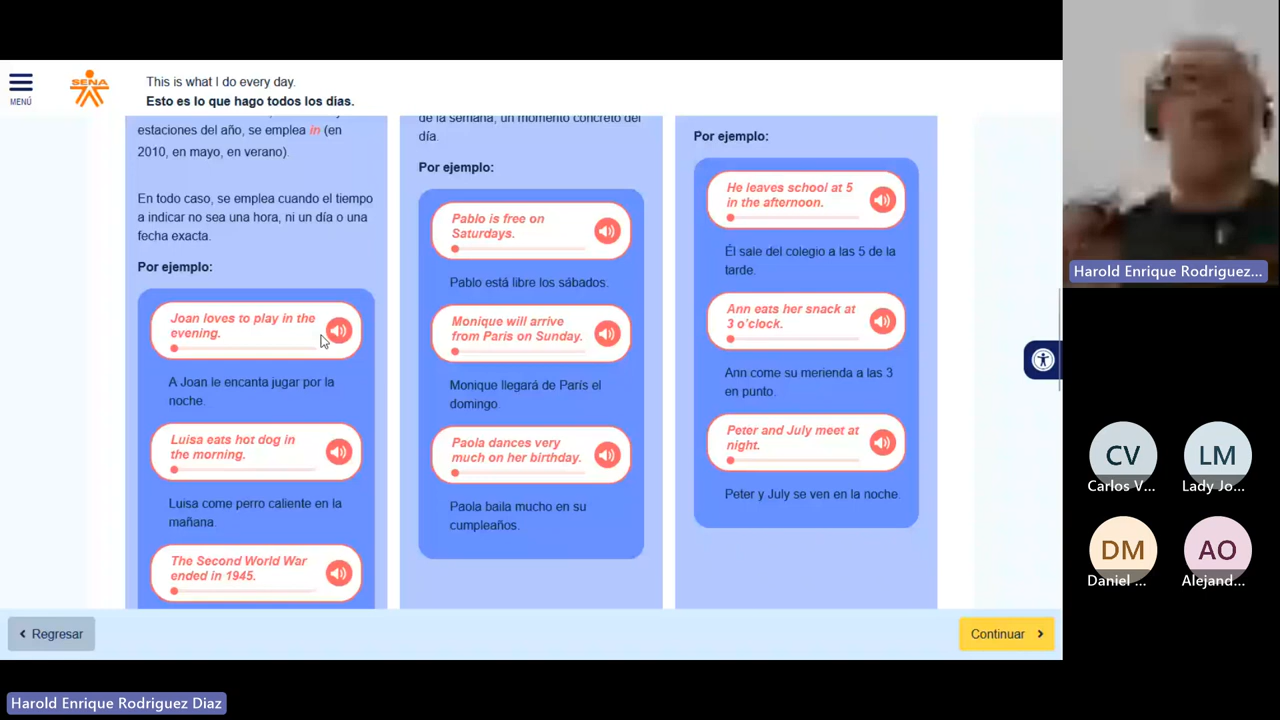 MENÚ
SENA
This is what I do every day.
Esto es lo que hago todos los días.
estaciones del año, se emplea in (en
2010, en mayo, en verano).
En todo caso, se emplea cuando el tiempo
a indicar no sea una hora, ni un día o una
fecha exacta.
Por ejemplo:
Joan loves to play in the
evening.
A Joan le encanta jugar por la
noche.
Luisa eats hot dog in
the morning.
Luisa come perro caliente en la
mañana.
The Second World War
ended in 1945.
de la semana, un momento concreto del
día.
Por ejemplo:
Pablo is free on
Saturdays.
Pablo está libre los sábados.
Monique will arrive
from Paris on Sunday.
Monique llegará de París el
domingo.
Paola dances very
much on her birthday.
Paola baila mucho en su
cumpleaños.
Por ejemplo:
He leaves school at 5
in the afternoon.
Él sale del colegio a las 5 de la
tarde.
Ann eats her snack at
3 o'clock.
Ann come su merienda a las 3
en punto.
Peter and July meet at
night.
Peter y July se ven en la noche.
Regresar
Continuar
Harold Enrique Rodriguez...
CV
Carlos V...
LM
Lady Jo...
DM
Daniel ...
AO
Alejand...
Harold Enrique Rodriguez Diaz